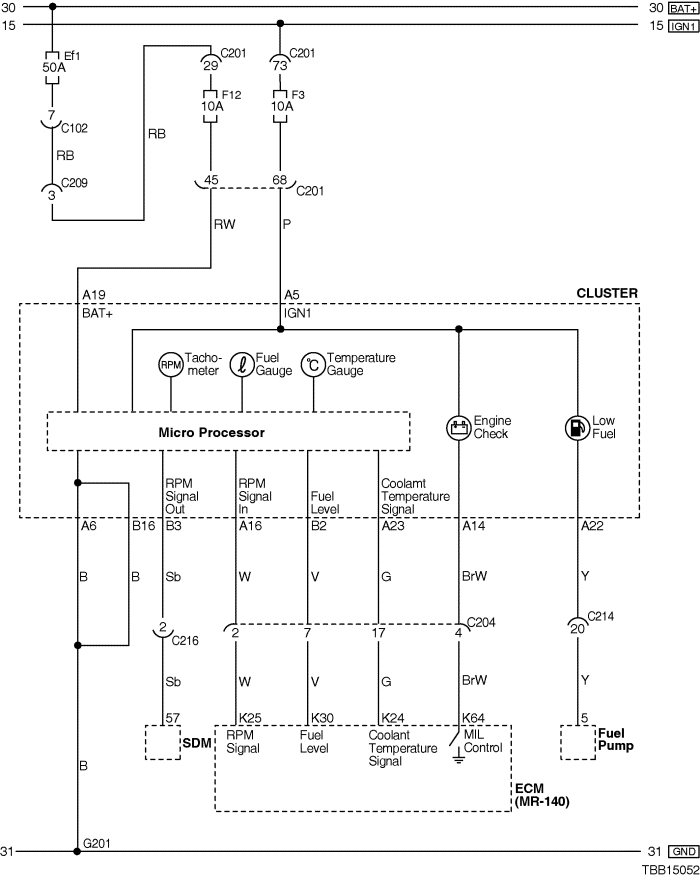 30 30 BAT+
15 15 IGN1
Ef1
50A
C201
29
C201
73
F12
10A
F3
10A
7
C102
RB
RB
C209
3
45 68
C201
RW P
A19 A5 CLUSTER
BAT+ IGN1
RPM
Tacho-
meter
ℓ
Fuel
Gauge
°C
Temperature
Gauge
Micro Processor
Engine
Check
Low
Fuel
RPM
Signal
Out
RPM
Signal
In
Fuel
Level
Coolamt
Temperature
Signal
A6 B16 B3 A16 B2 A23 A14 A22
B B Sb W V G BrW Y
2
C216
2 7 17 4
C204
C214
20
Sb W V G BrW Y
57 K25 K30 K24 K64 5
SDM
RPM
Signal
Fuel
Level
Coolant
Temperature
Signal
MIL
Control
Fuel
Pump
B
ECM
(MR-140)
G201
31 31 GND
TBB15052